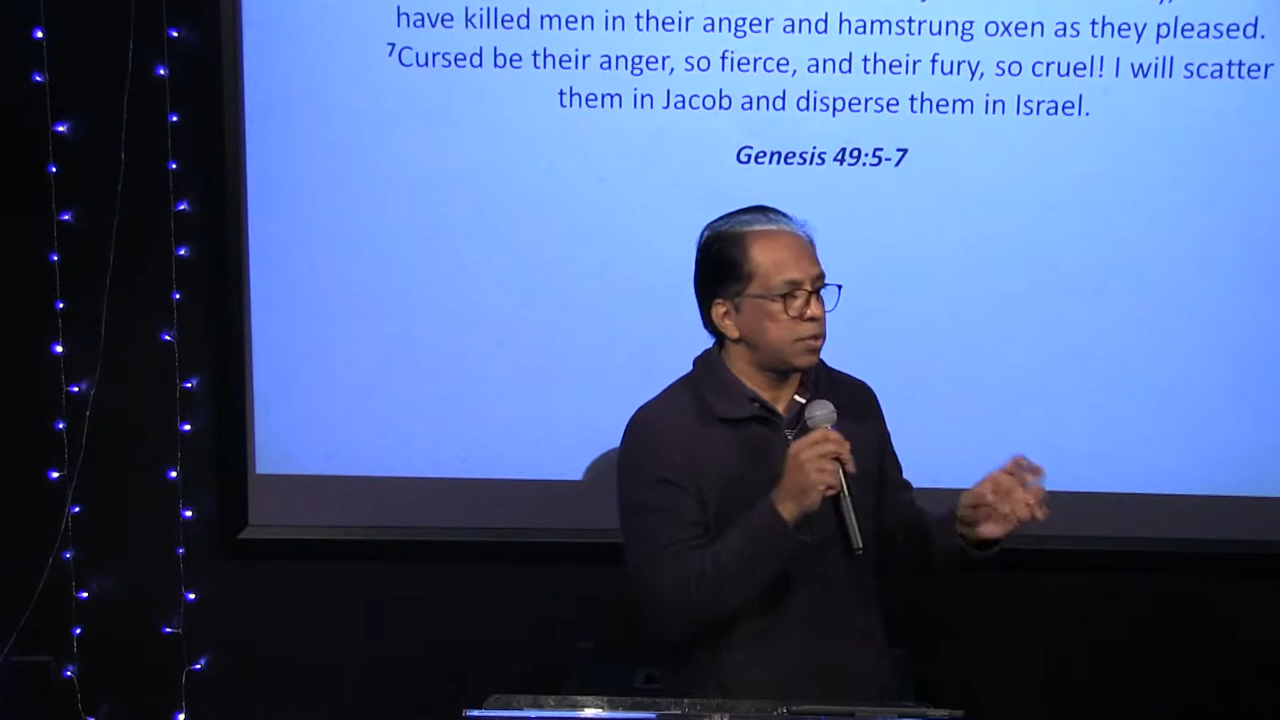 have killed men in their anger and hamstrung oxen as they pleased.
⁷Cursed be their anger, so fierce, and their fury, so cruel! I will scatter
them in Jacob and disperse them in Israel.
Genesis 49:5-7